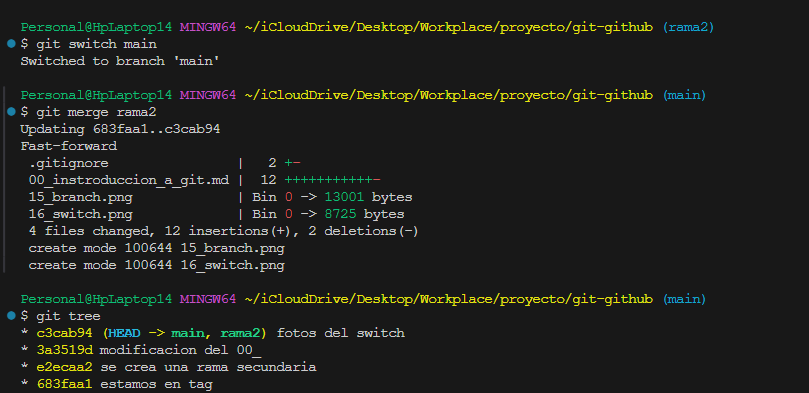 Personal@HpLaptop14 MINGW64 ~/iCloudDrive/Desktop/Workplace/proyecto/git-github (rama2)
$ git switch main
Switched to branch 'main'
Personal@HpLaptop14 MINGW64 ~/iCloudDrive/Desktop/Workplace/proyecto/git-github (main)
$ git merge rama2
Updating 683faa1..c3cab94
Fast-forward
.gitignore | 2 +-
00_instroduccion_a_git.md | 12 +++++++++++-
15_branch.png | Bin 0 -> 13001 bytes
16_switch.png | Bin 0 -> 8725 bytes
4 files changed, 12 insertions(+), 2 deletions(-)
create mode 100644 15_branch.png
create mode 100644 16_switch.png
Personal@HpLaptop14 MINGW64 ~/iCloudDrive/Desktop/Workplace/proyecto/git-github (main)
$ git tree
* c3cab94 (HEAD -> main, rama2) fotos del switch
* 3a3519d modificacion del 00_
* e2ecaa2 se crea una rama secundaria
* 683faa1 estamos en tag